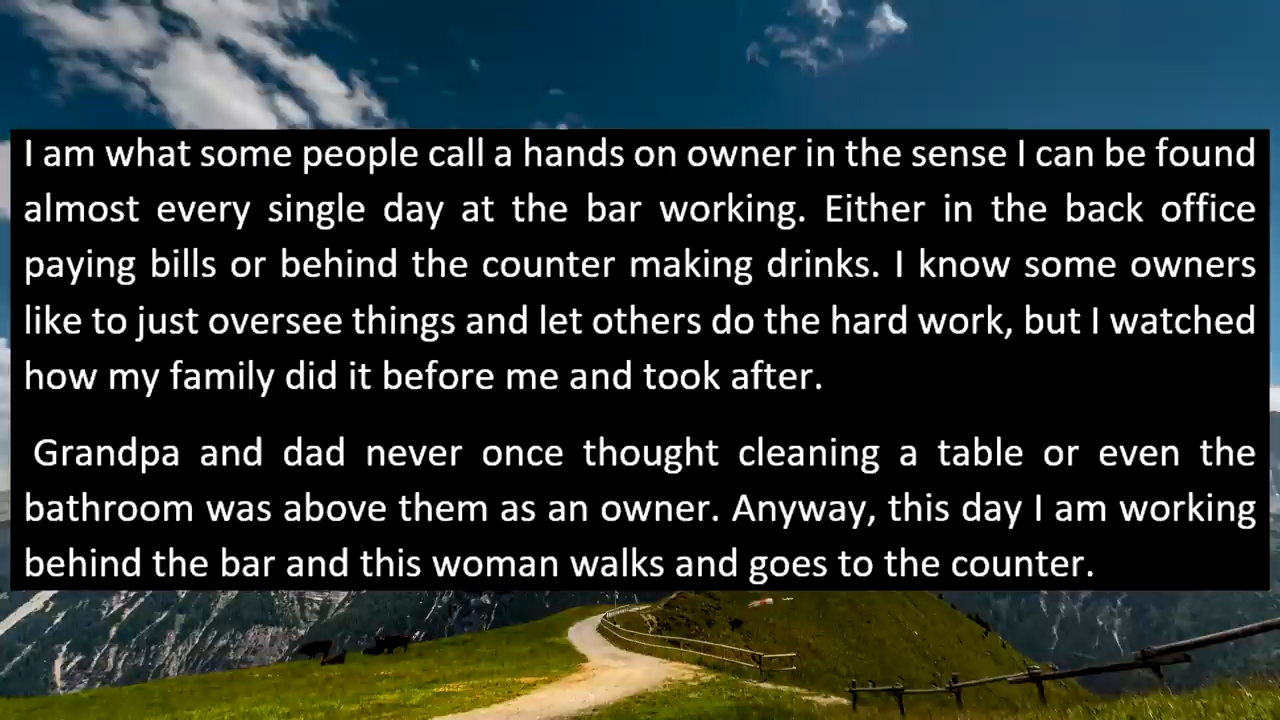 I am what some people call a hands on owner in the sense I can be found
almost every single day at the bar working. Either in the back office
paying bills or behind the counter making drinks. I know some owners
like to just oversee things and let others do the hard work, but I watched
how my family did it before me and took after.
Grandpa and dad never once thought cleaning a table or even the
bathroom was above them as an owner. Anyway, this day I am working
behind the bar and this woman walks and goes to the counter.